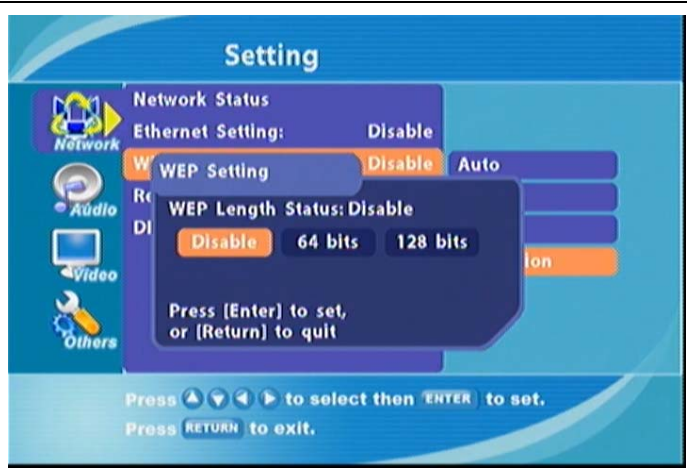 Setting
Network
Audio
Video
Others
Network Status
Ethernet Setting: Disable
W Disable
Re
DI
Auto
ion
WEP Setting
WEP Length Status: Disable
Disable 64 bits 128 bits
Press [Enter] to set,
or [Return] to quit
Press to select then ENTER to set.
Press RETURN to exit.